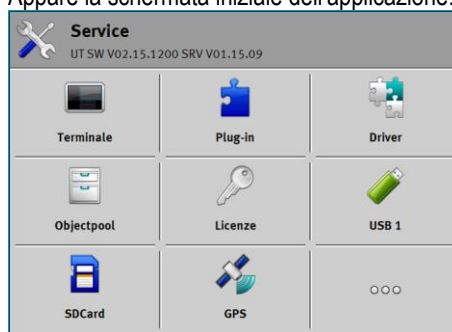 Appare la schermata iniziale dell'applicazione:
Service
UT SW V02.15.1200 SRV V01.15.09
Terminale
Plug-in
Driver
Objectpool
Licenze
USB 1
SDCard
GPS